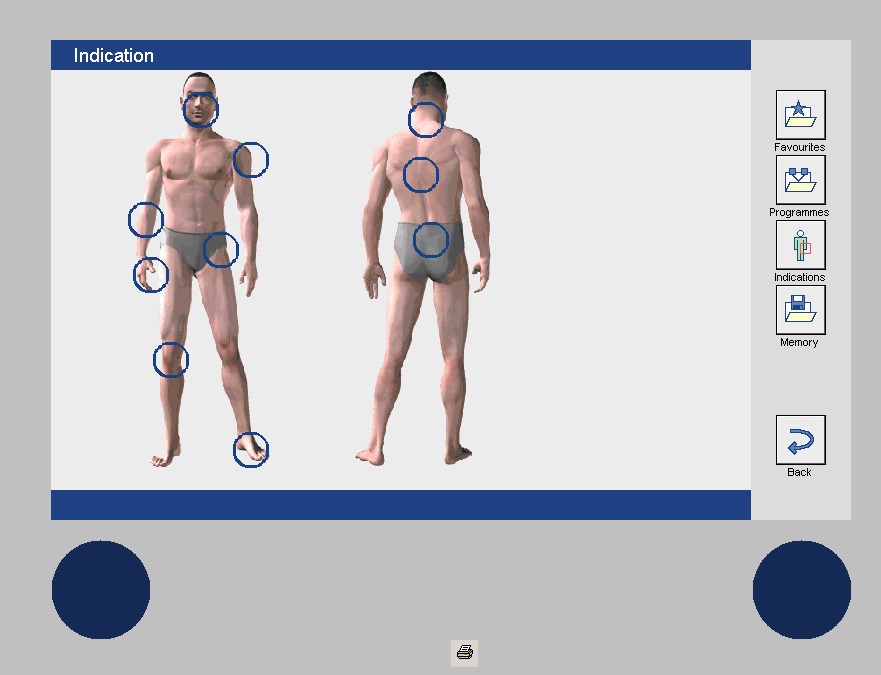 Indication
Favourites
Programmes
Indications
Memory
Back